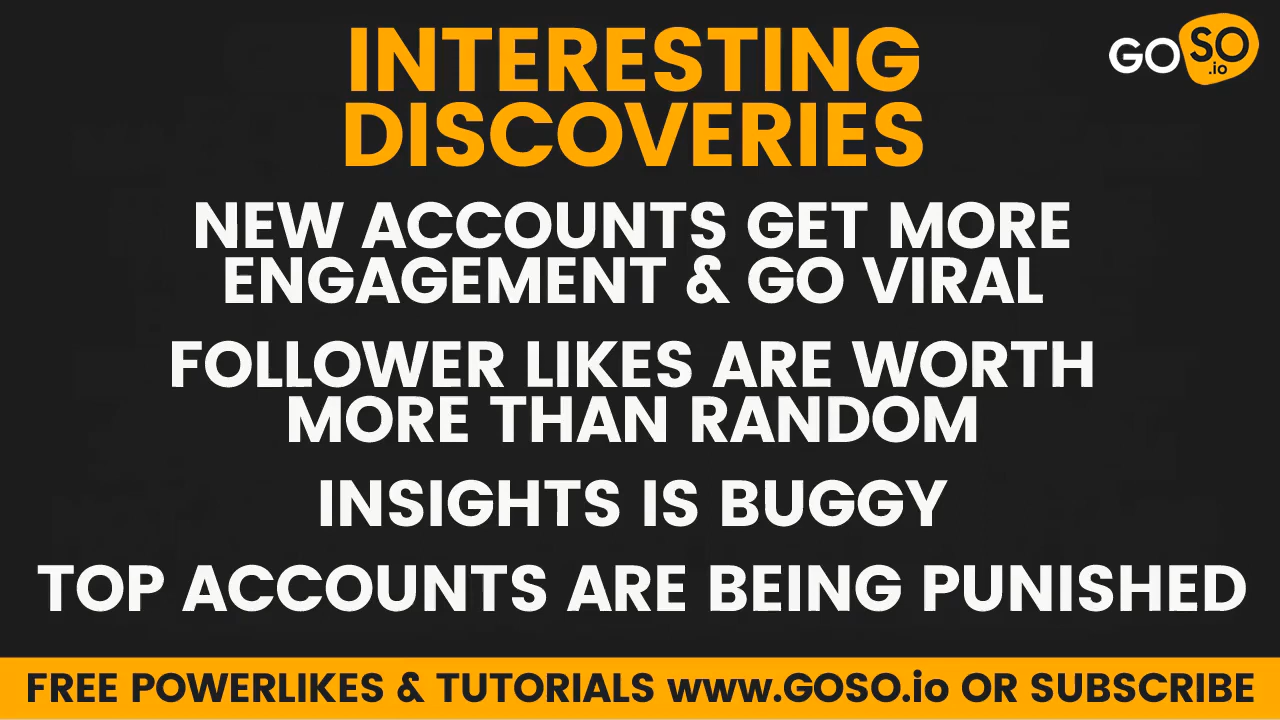 INTERESTING
DISCOVERIES
GOSO
.io
NEW ACCOUNTS GET MORE
ENGAGEMENT & GO VIRAL
FOLLOWER LIKES ARE WORTH
MORE THAN RANDOM
INSIGHTS IS BUGGY
TOP ACCOUNTS ARE BEING PUNISHED
FREE POWERLIKES & TUTORIALS www.GOSO.io OR SUBSCRIBE